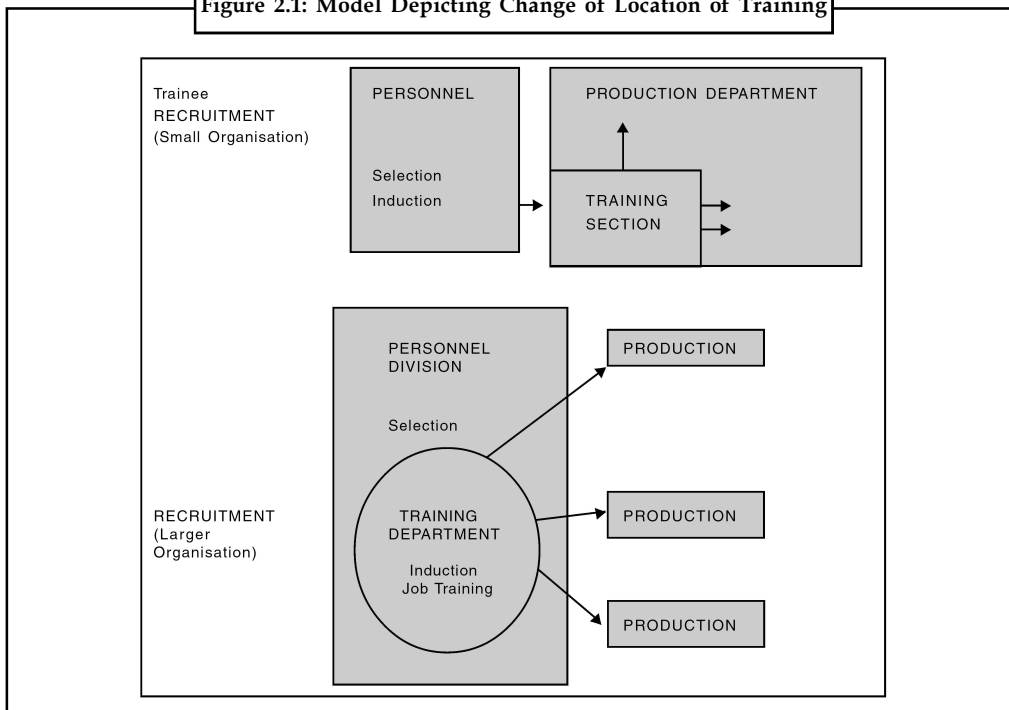 Figure 2.1: Model Depicting Change of Location of Training
Trainee
RECRUITMENT
(Small Organisation)
PERSONNEL
Selection
Induction
PRODUCTION DEPARTMENT
TRAINING
SECTION
RECRUITMENT
(Larger
Organisation)
PERSONNEL
DIVISION
Selection
TRAINING
DEPARTMENT
Induction
Job Training
PRODUCTION
PRODUCTION
PRODUCTION